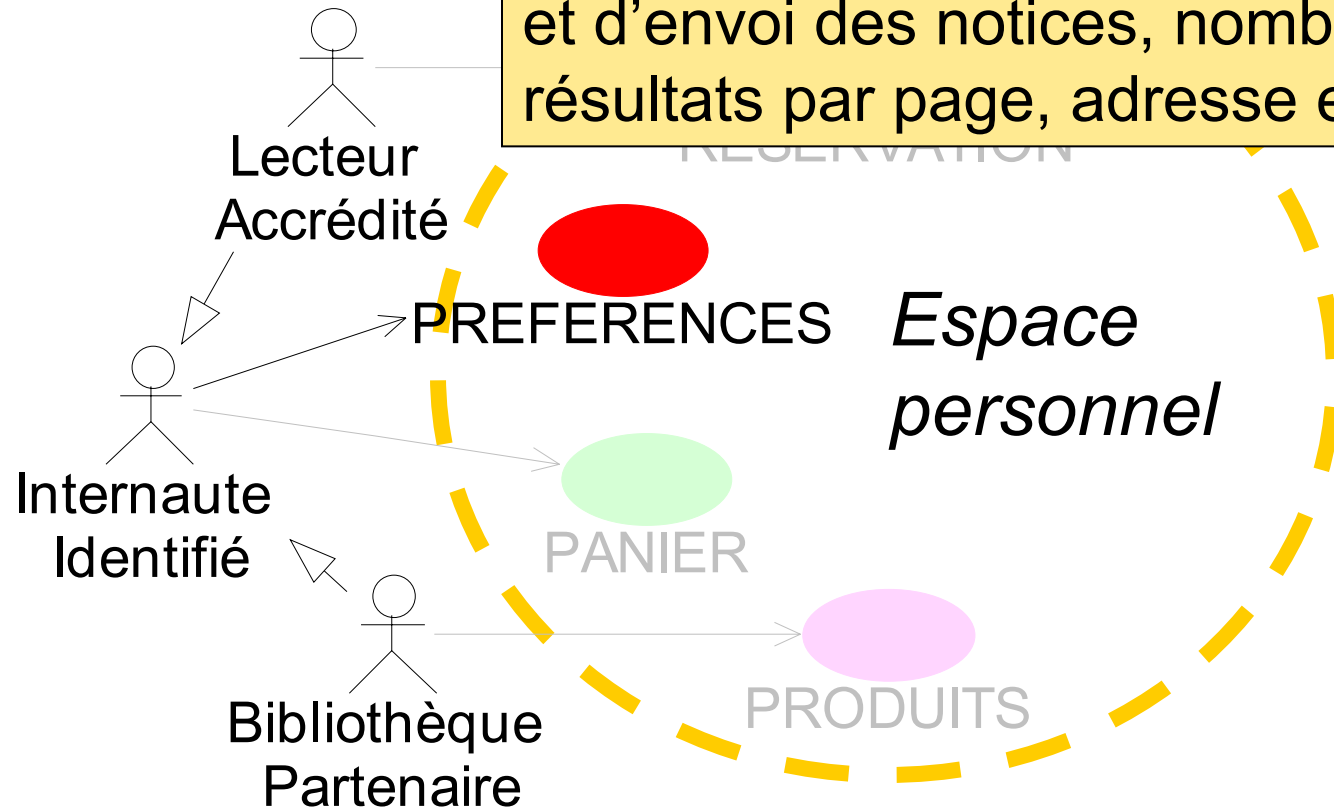 et d’envoi des notices, nomb
résultats par page, adresse e
RESERVATION
Lecteur
Accrédité
PREFERENCES
Espace
personnel
Internaute
Identifié
PANIER
PRODUITS
Bibliothèque
Partenaire